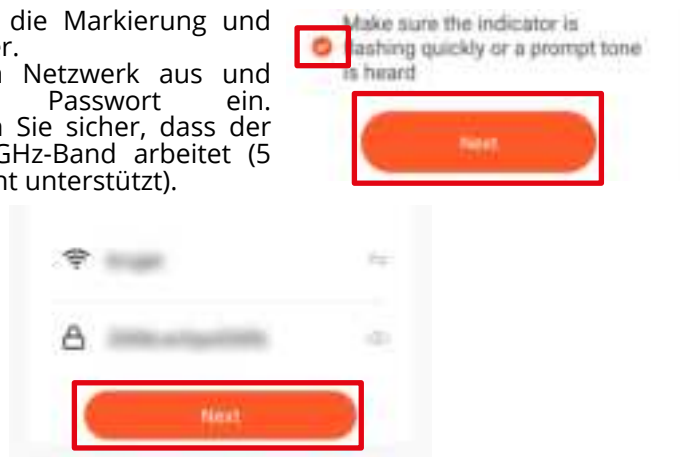 die Markierung und
er.
n Netzwerk aus und
Passwort ein.
n Sie sicher, dass der
GHz-Band arbeitet (5
nt unterstützt).
Make sure the indicator is
flashing quickly or a prompt tone
is heard
Next
Next